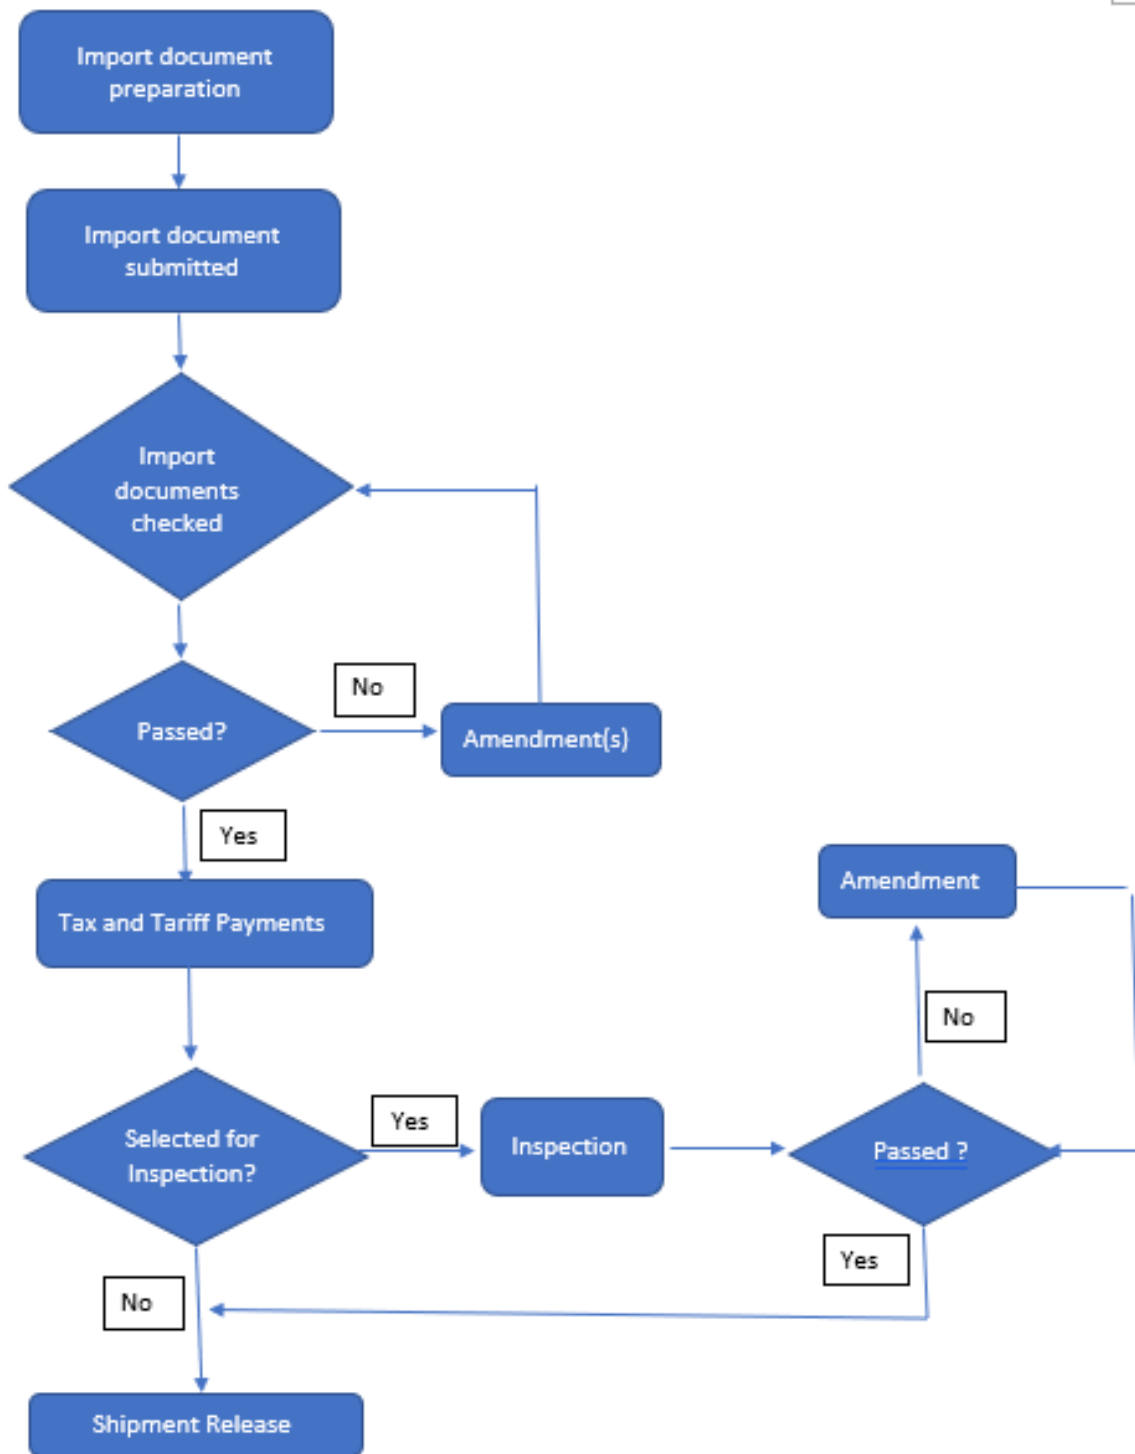 Import document
preparation
Import document
submitted
Import
documents
checked
Passed?
No
Amendment(s)
Yes
Tax and Tariff Payments
Amendment
No
Selected for
Inspection?
Yes
Inspection
Passed ?
Yes
No
Shipment Release